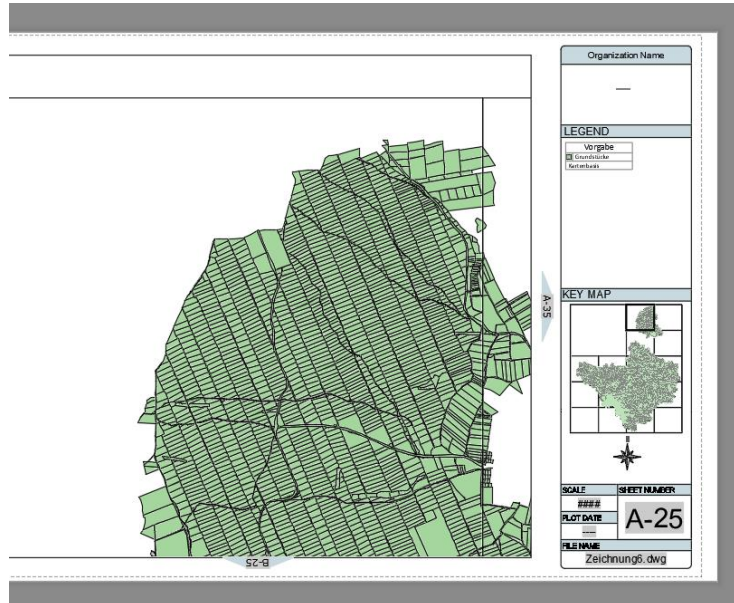 Organization Name
LEGEND
Vorgabe
Grundstücke
Kartenbasis
A-35
KEY MAP
SCALE
SHEET NUMBER
####
PLOT DATE
----
A-25
FILE NAME
Zeichnung6.dwg
B-25